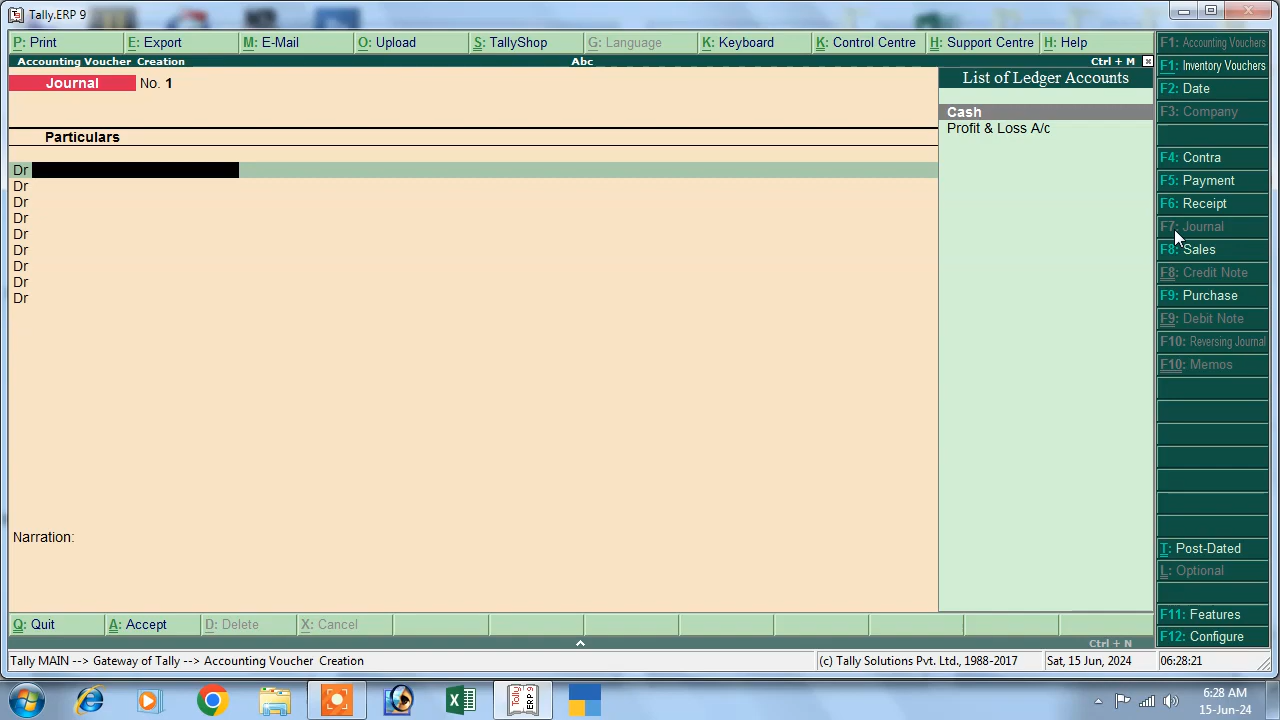 Tally.ERP 9
P: Print E: Export M: E-Mail O: Upload S: TallyShop G: Language K: Keyboard K: Control Centre H: Support Centre H: Help
Accounting Voucher Creation Abc Ctrl + M
Journal No. 1
Particulars
Dr
Dr
Dr
Dr
Dr
Dr
Dr
Dr
Dr
Narration:
List of Ledger Accounts
Cash
Profit & Loss A/c
F1: Accounting Vouchers
F1: Inventory Vouchers
F2: Date
F3: Company
F4: Contra
F5: Payment
F6: Receipt
F7: Journal
F8: Sales
F8: Credit Note
F9: Purchase
F9: Debit Note
F10: Reversing Journal
F10: Memos
T: Post-Dated
L: Optional
F11: Features
F12: Configure
Q: Quit A: Accept D: Delete X: Cancel
Ctrl + N
Tally MAIN --> Gateway of Tally --> Accounting Voucher Creation (c) Tally Solutions Pvt. Ltd., 1988-2017 Sat, 15 Jun, 2024 06:28:21
6:28 AM
15-Jun-24